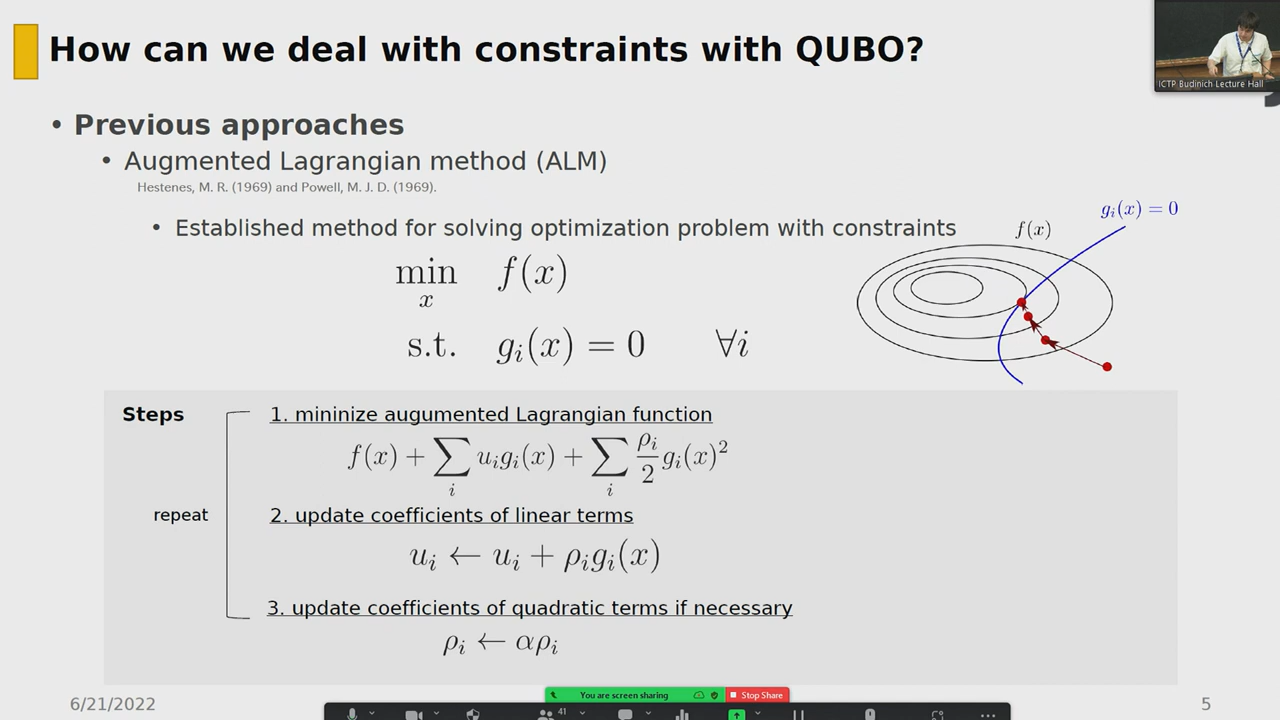 How can we deal with constraints with QUBO?
ICTP Budinich Lecture Hall
• Previous approaches
• Augmented Lagrangian method (ALM)
Hestenes, M. R. (1969) and Powell, M. J. D. (1969).
• Established method for solving optimization problem with constraints
g_i(x) = 0
f(x)
min_x f(x)
s.t. g_i(x) = 0 ∀i
Steps
1. mininize augumented Lagrangian function
f(x) + ∑_i u_i g_i(x) + ∑_i ρ_i/2 g_i(x)^2
repeat
2. update coefficients of linear terms
u_i ← u_i + ρ_i g_i(x)
3. update coefficients of quadratic terms if necessary
ρ_i ← αρ_i
6/21/2022
You are screen sharing
Stop Share
41
5